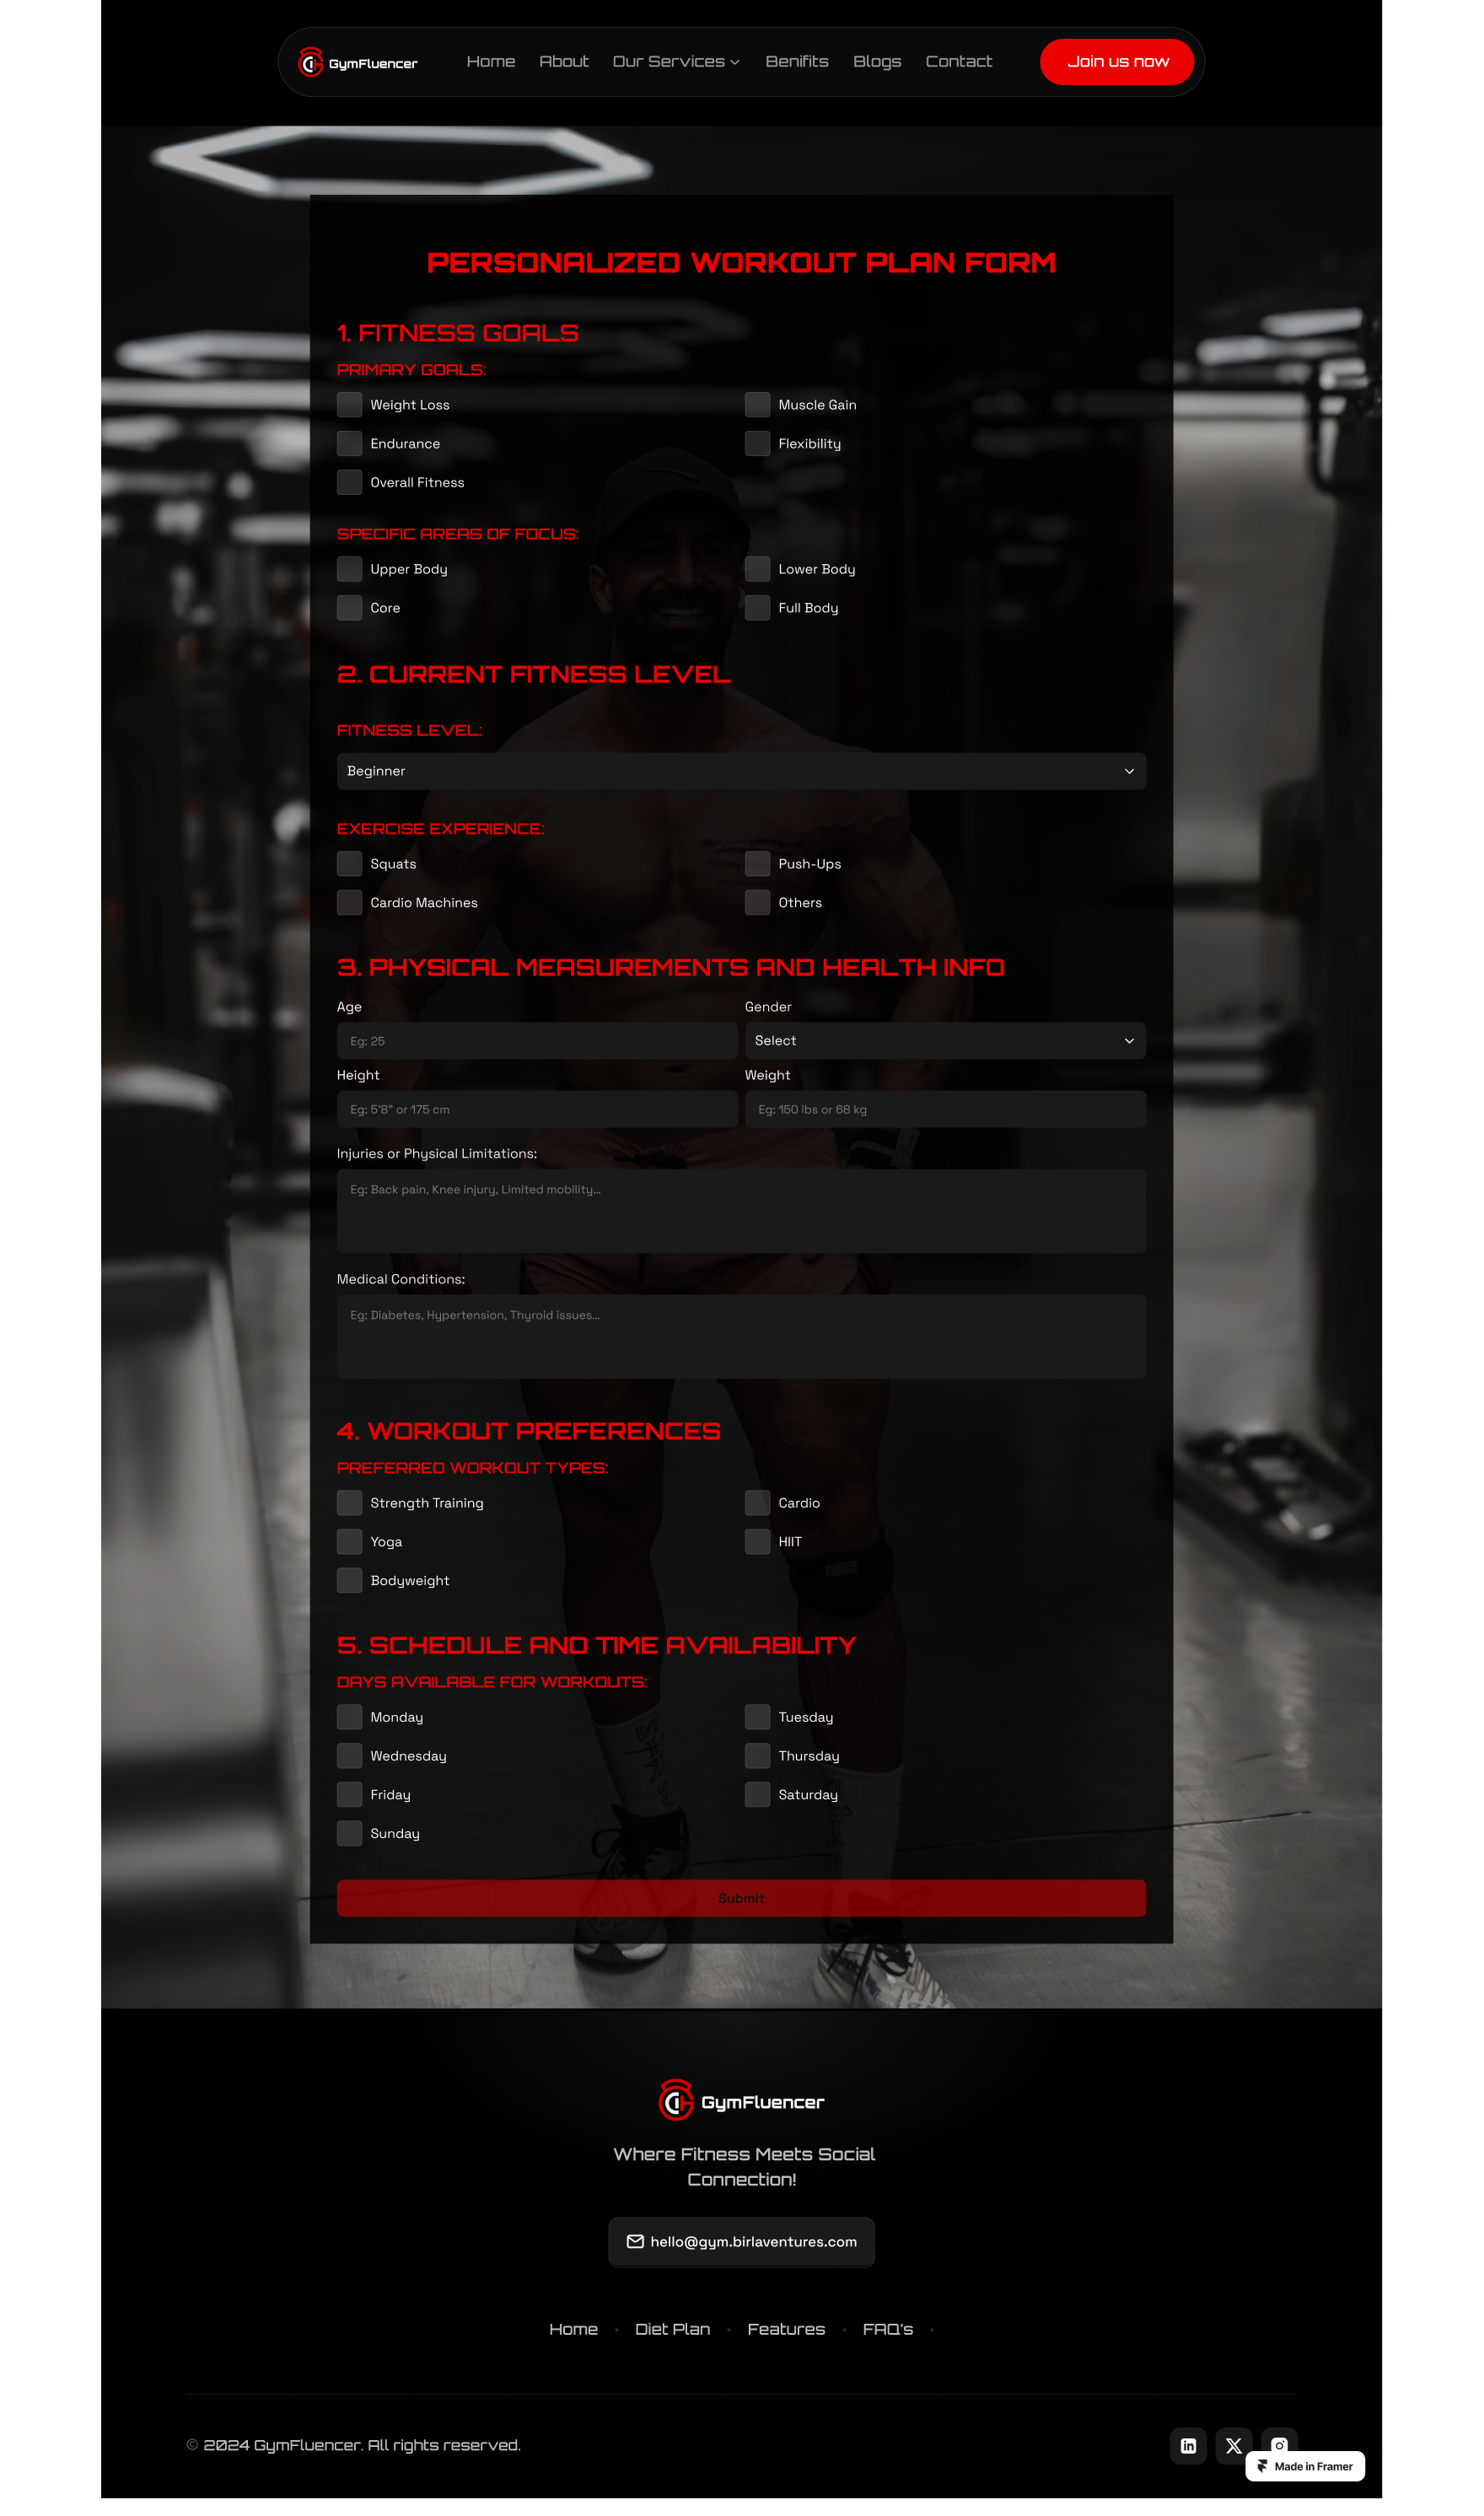 GymFluencer
Home About Our Services Benifits Blogs Contact
Join us now
PERSONALIZED WORKOUT PLAN FORM
1. FITNESS GOALS
PRIMARY GOALS:
Weight Loss Muscle Gain
Endurance Flexibility
Overall Fitness
SPECIFIC AREAS OF FOCUS:
Upper Body Lower Body
Core Full Body
2. CURRENT FITNESS LEVEL
FITNESS LEVEL:
Beginner
EXERCISE EXPERIENCE:
Squats Push-Ups
Cardio Machines Others
3. PHYSICAL MEASUREMENTS AND HEALTH INFO
Age Gender
Eg: 25 Select
Height Weight
Eg: 5'8" or 175 cm Eg: 150 lbs or 68 kg
Injuries or Physical Limitations:
Eg: Back pain, Knee injury, Limited mobility...
Medical Conditions:
Eg: Diabetes, Hypertension, Thyroid issues...
4. WORKOUT PREFERENCES
PREFERRED WORKOUT TYPES:
Strength Training Cardio
Yoga HIIT
Bodyweight
5. SCHEDULE AND TIME AVAILABILITY
DAYS AVAILABLE FOR WORKOUTS:
Monday Tuesday
Wednesday Thursday
Friday Saturday
Sunday
Submit
GymFluencer
Where Fitness Meets Social
Connection!
hello@gym.birlaventures.com
Home • Diet Plan • Features • FAQ's •
© 2024 GymFluencer. All rights reserved.
Made in Framer